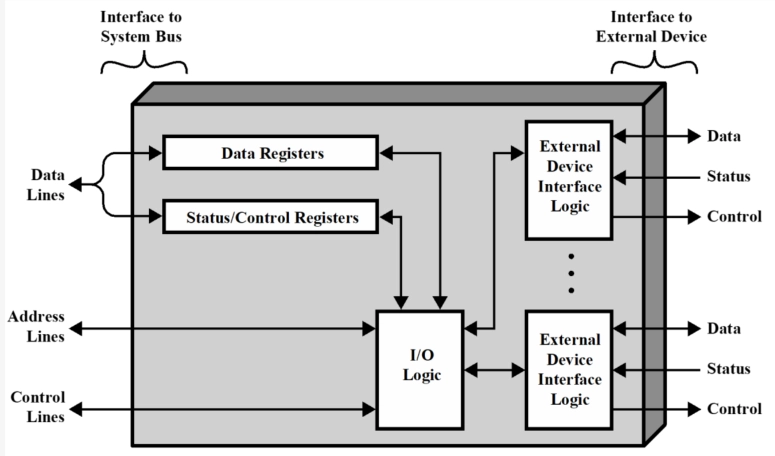 Interface to
System Bus
Interface to
External Device
Data
Lines
Data Registers
Status/Control Registers
Address
Lines
Control
Lines
I/O
Logic
External
Device
Interface
Logic
Data
Status
Control
External
Device
Interface
Logic
Data
Status
Control